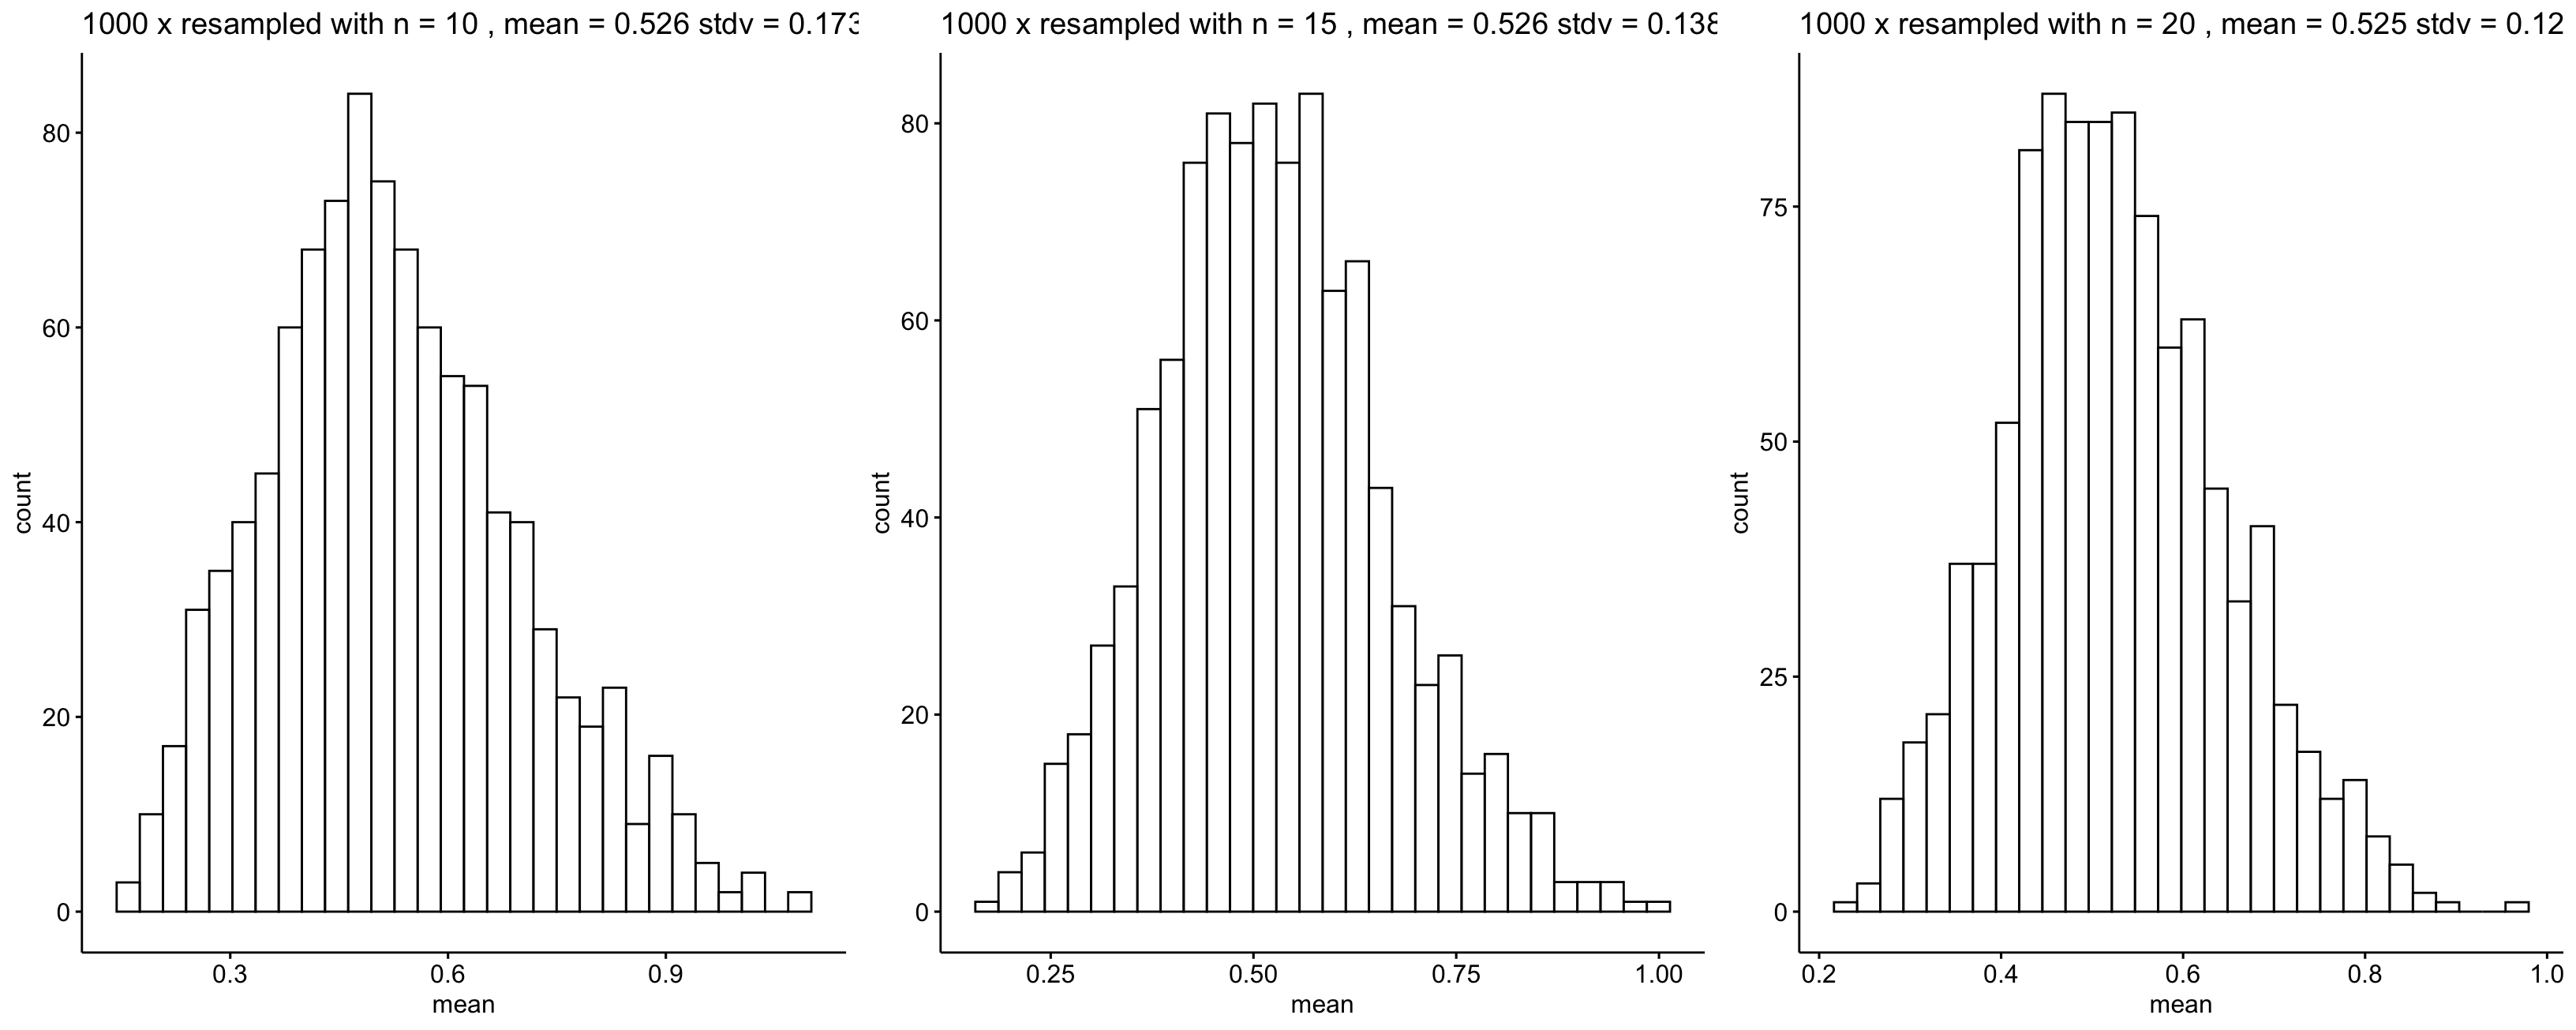 1000 x resampled with n = 10 , mean = 0.526 stdv = 0.173
80
60
40
20
0
count
0.3 0.6 0.9
mean
1000 x resampled with n = 15 , mean = 0.526 stdv = 0.138
80
60
40
20
0
count
0.25 0.50 0.75 1.00
mean
1000 x resampled with n = 20 , mean = 0.525 stdv = 0.12
75
50
25
0
count
0.2 0.4 0.6 0.8 1.0
mean